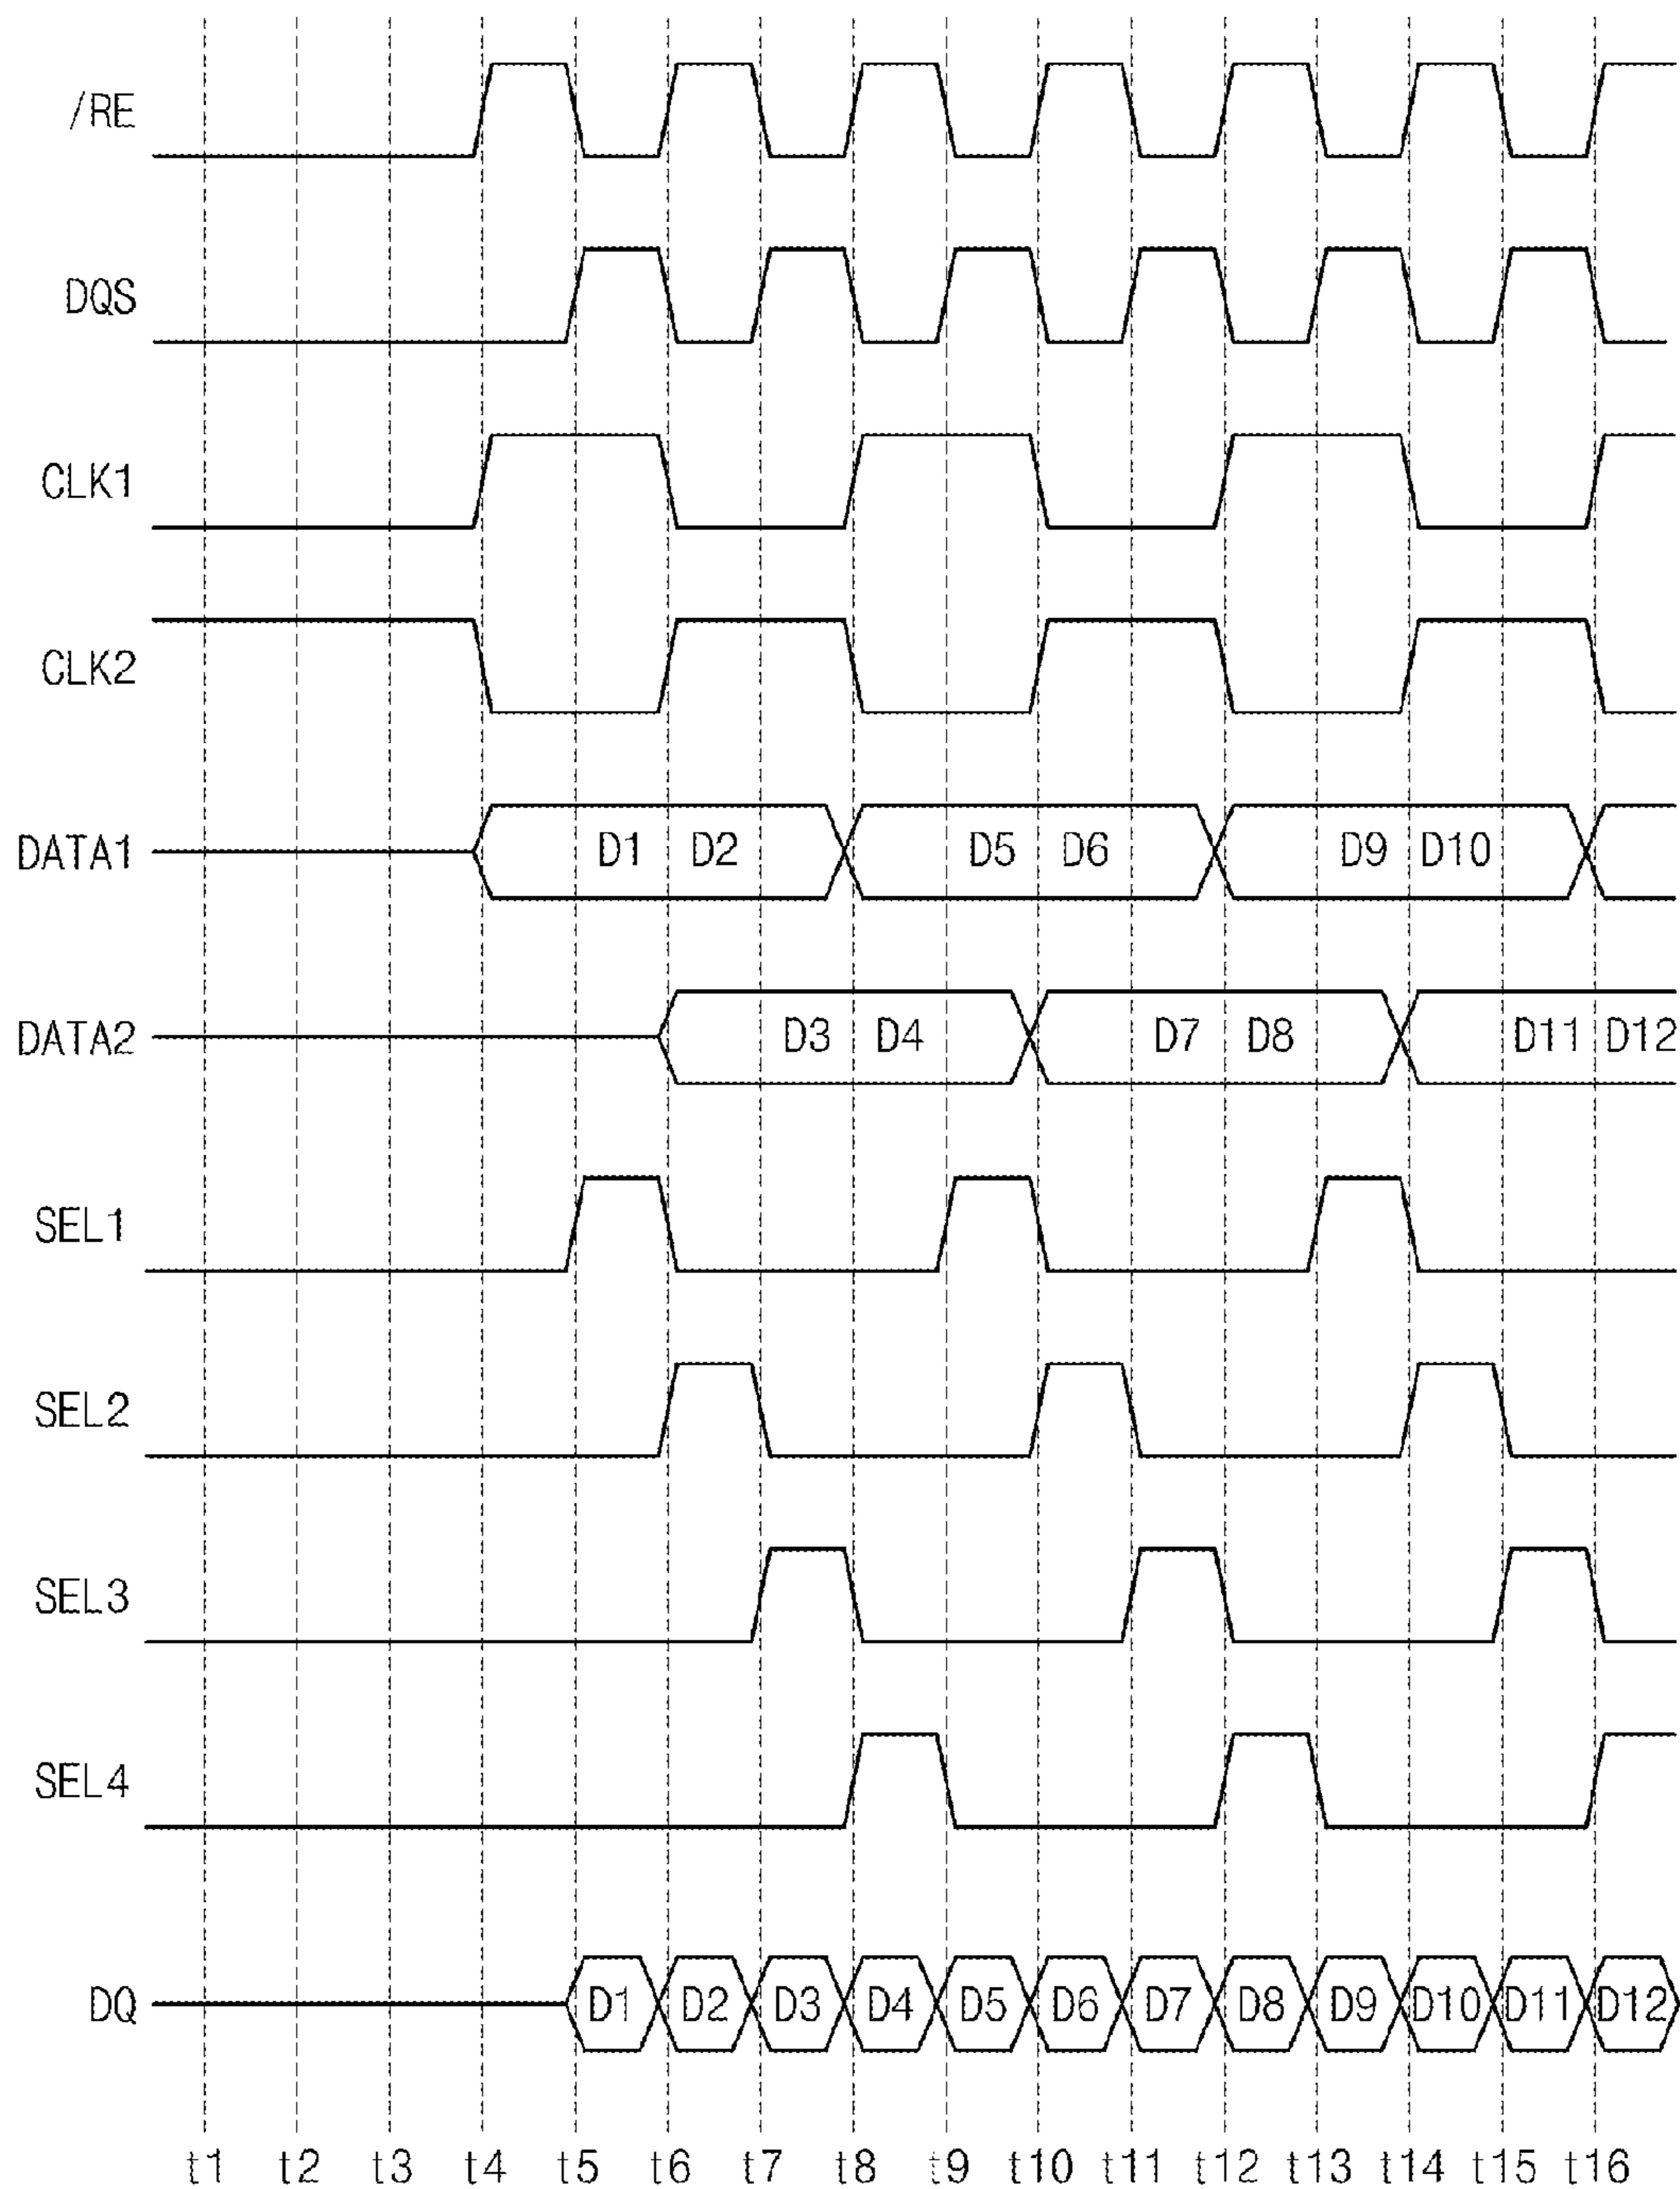 /RE
DQS
CLK1
CLK2
DATA1 D1 D2 D5 D6 D9 D10
DATA2 D3 D4 D7 D8 D11 D12
SEL1
SEL2
SEL3
SEL4
DQ D1 D2 D3 D4 D5 D6 D7 D8 D9 D10 D11 D12
t1 t2 t3 t4 t5 t6 t7 t8 t9 t10 t11 t12 t13 t14 t15 t16